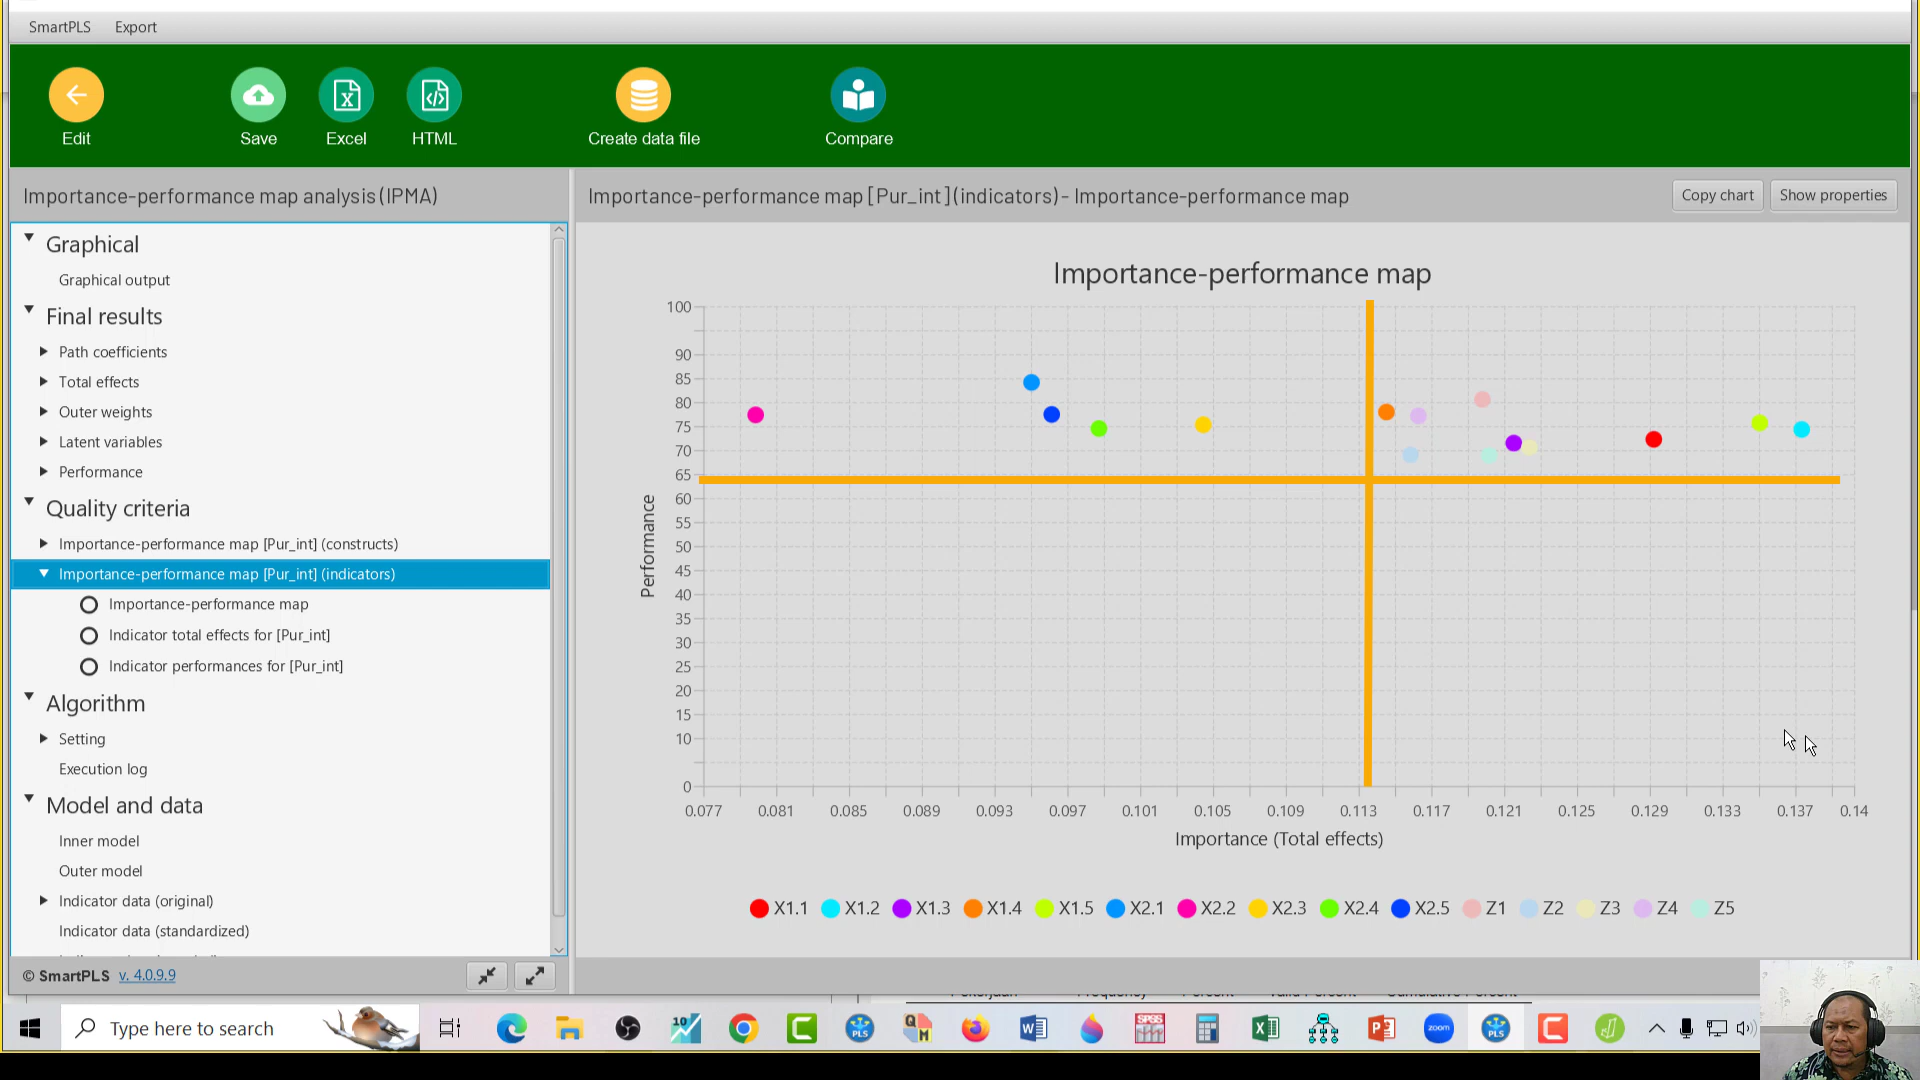 SmartPLS Export
Edit Save Excel HTML Create data file Compare
Importance-performance map analysis (IPMA)
Graphical
Graphical output
Final results
Path coefficients
Total effects
Outer weights
Latent variables
Performance
Quality criteria
Importance-performance map [Pur_int] (constructs)
Importance-performance map [Pur_int] (indicators)
Importance-performance map
Indicator total effects for [Pur_int]
Indicator performances for [Pur_int]
Algorithm
Setting
Execution log
Model and data
Inner model
Outer model
Indicator data (original)
Indicator data (standardized)
© SmartPLS v. 4.0.9.9
Importance-performance map [Pur_int] (indicators) - Importance-performance map
Copy chart Show properties
Importance-performance map
100
90
85
80
75
70
65
60
55
50
45
40
35
30
25
20
15
10
0
Performance
0.077 0.081 0.085 0.089 0.093 0.097 0.101 0.105 0.109 0.113 0.117 0.121 0.125 0.129 0.133 0.137 0.14
Importance (Total effects)
X1.1 X1.2 X1.3 X1.4 X1.5 X2.1 X2.2 X2.3 X2.4 X2.5 Z1 Z2 Z3 Z4 Z5
Type here to search